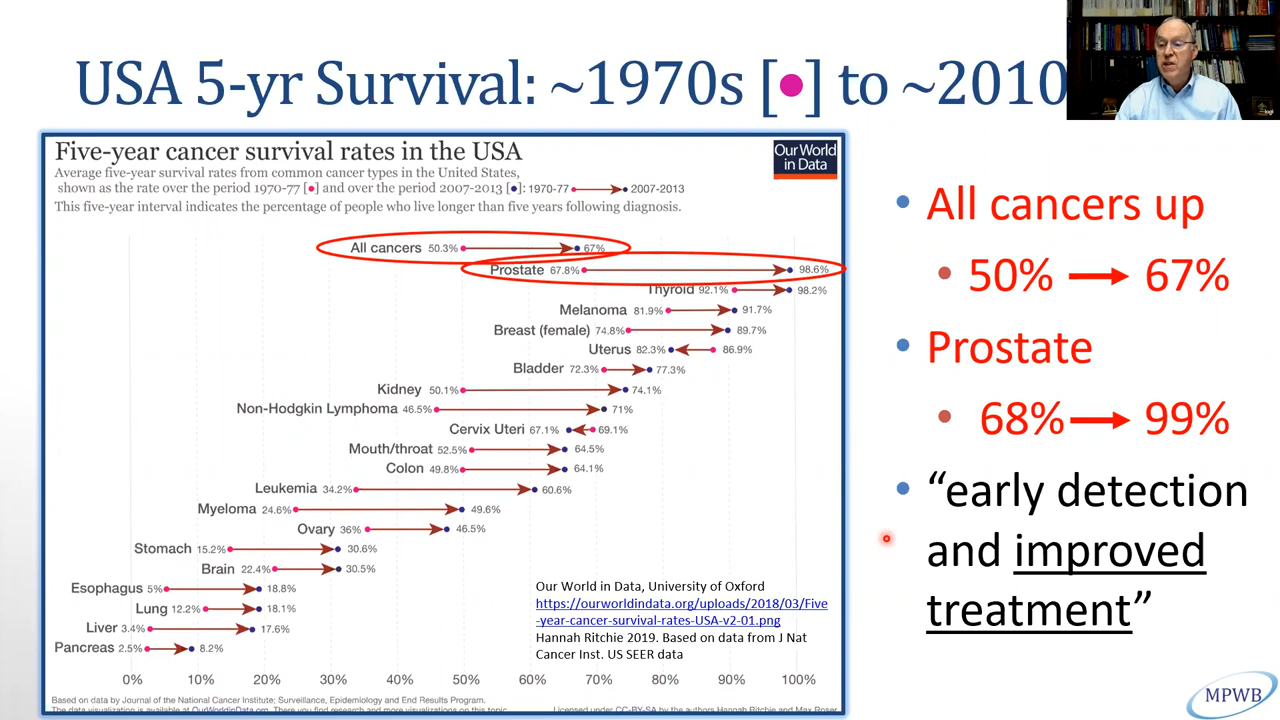 USA 5-yr Survival: ~1970s [•] to ~2010
Five-year cancer survival rates in the USA
Our World
in Data
Average five-year survival rates from common cancer types in the United States,
shown as the rate over the period 1970-77 [•] and over the period 2007-2013 [•]: 1970-77 2007-2013
This five-year interval indicates the percentage of people who live longer than five years following diagnosis.
All cancers 50.3% 67%
Prostate 67.8% 98.6%
Thyroid 92.1% 98.2%
Melanoma 81.9% 91.7%
Breast (female) 74.8% 89.7%
Uterus 82.3% 86.9%
Bladder 72.3% 77.3%
Kidney 50.1% 74.1%
Non-Hodgkin Lymphoma 46.5% 71%
Cervix Uteri 67.1% 69.1%
Mouth/throat 52.5% 64.5%
Colon 49.8% 64.1%
Leukemia 34.2% 60.6%
Myeloma 24.6% 49.6%
Ovary 36% 46.5%
Stomach 15.2% 30.6%
Brain 22.4% 30.5%
Esophagus 5% 18.8%
Lung 12.2% 18.1%
Liver 3.4% 17.6%
Pancreas 2.5% 8.2%
0% 10% 20% 30% 40% 50% 60% 70% 80% 90% 100%
Our World in Data, University of Oxford
https://ourworldindata.org/uploads/2018/03/Five
-year-cancer-survival-rates-USA-v2-01.png
Hannah Ritchie 2019. Based on data from J Nat
Cancer Inst. US SEER data
Based on data by Journal of the National Cancer Institute; Surveillance, Epidemiology and End Results Program.
The data visualization is available at OurWorldinData.org. There you find research and more visualizations on this topic.
Licensed under CC-BY-SA by the authors Hannah Ritchie and Max Roser
• All cancers up
• 50% → 67%
• Prostate
• 68% → 99%
• “early detection
and improved
treatment”
MPWB